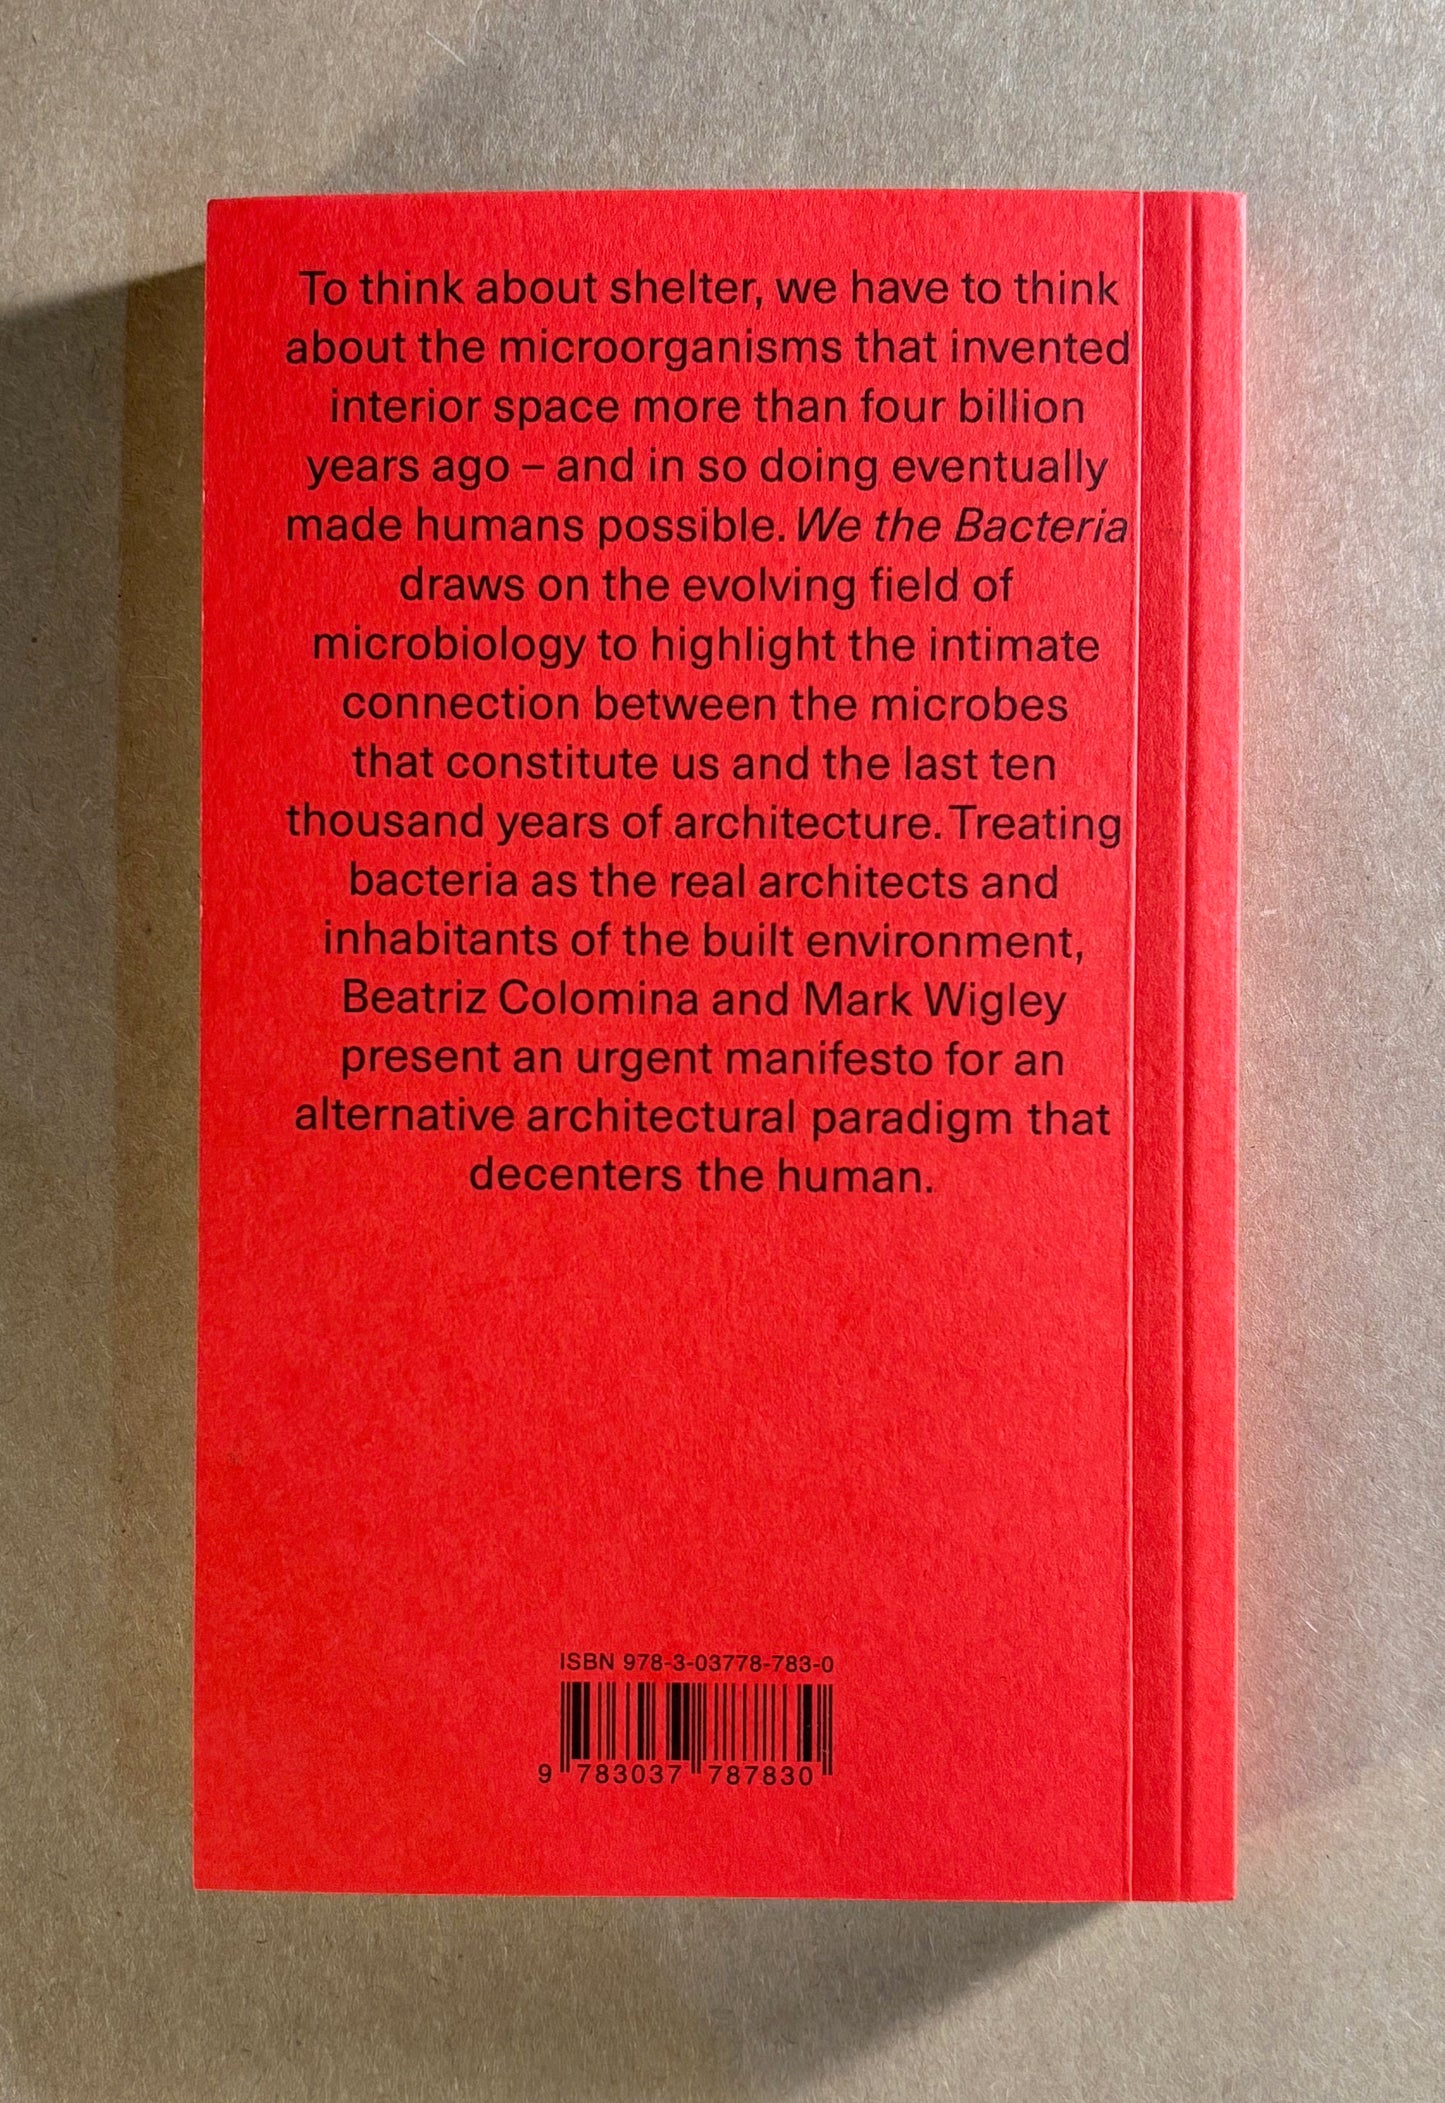 To think about shelter, we have to think
about the microorganisms that invented
interior space more than four billion
years ago – and in so doing eventually
made humans possible. We the Bacteria
draws on the evolving field of
microbiology to highlight the intimate
connection between the microbes
that constitute us and the last ten
thousand years of architecture. Treating
bacteria as the real architects and
inhabitants of the built environment,
Beatriz Colomina and Mark Wigley
present an urgent manifesto for an
alternative architectural paradigm that
decenters the human.
ISBN 978-3-03778-783-0
9 783037 787830